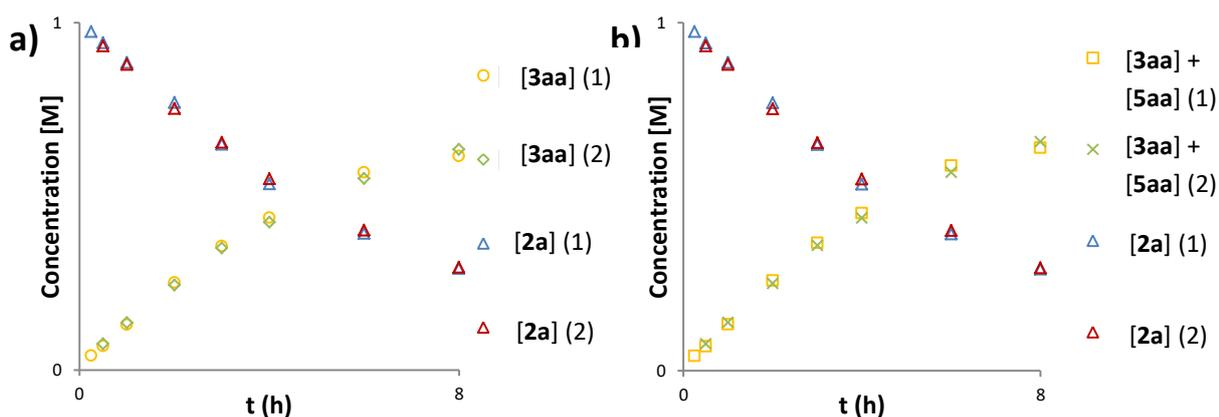 a)
1
Concentration [M]
0
0
8
t (h)
[3aa] (1)
[3aa] (2)
[2a] (1)
[2a] (2)
b)
1
Concentration [M]
0
0
8
t (h)
[3aa] +
[5aa] (1)
[3aa] +
[5aa] (2)
[2a] (1)
[2a] (2)